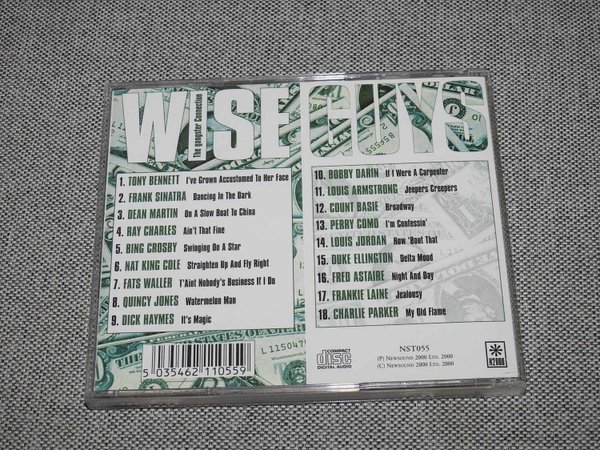 WISE GUYS
The gangster Connection
1. TONY BENNETT I've Grown Accustomed To Her Face
2. FRANK SINATRA Dancing In The Dark
3. DEAN MARTIN On A Slow Boat To China
4. RAY CHARLES Ain't That Fine
5. BING CROSBY Swinging On A Star
6. NAT KING COLE Straighten Up And Fly Right
7. FATS WALLER T'Aint Nobody's Business If I Do
8. QUINCY JONES Watermelon Man
9. DICK HAYMES It's Magic
10. BOBBY DARIN If I Were A Carpenter
11. LOUIS ARMSTRONG Jeepers Creepers
12. COUNT BASIE Broadway
13. PERRY COMO I'm Confessin'
14. LOUIS JORDAN How 'Bout That
15. DUKE ELLINGTON Delta Mood
16. FRED ASTAIRE Night And Day
17. FRANKIE LAINE Jealousy
18. CHARLIE PARKER My Old Flame
L 11504
5 035462 110559
COMPACT
disc
DIGITAL AUDIO
NST055
(P) NEWSOUND 2000 LTD. 2000
(C) NEWSOUND 2000 LTD. 2000
N2000